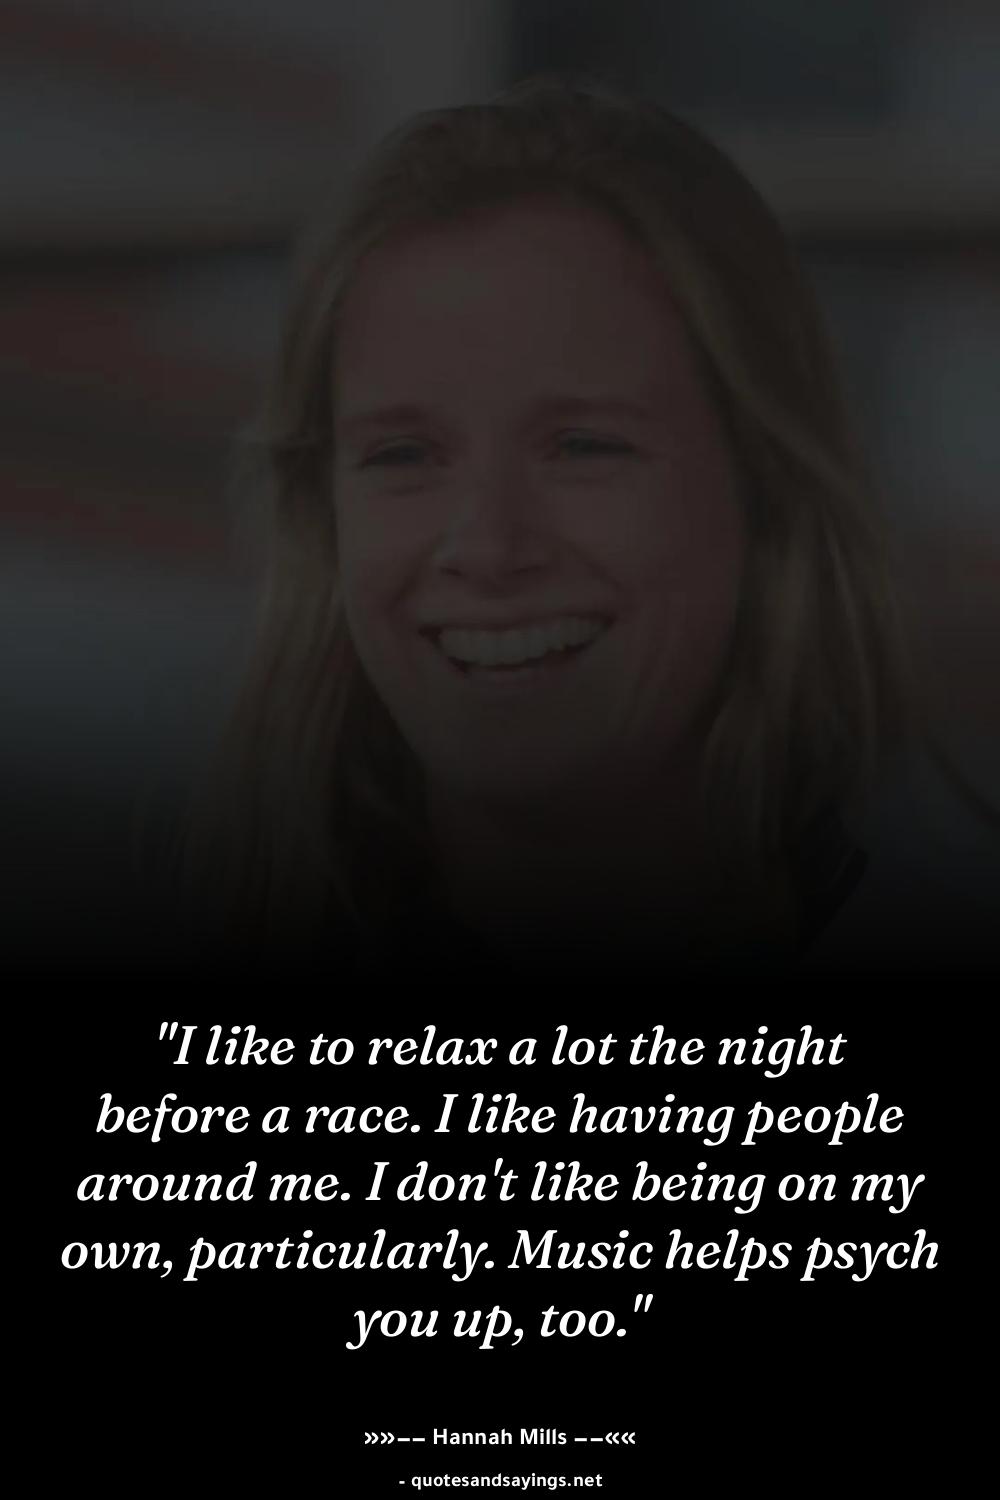 "I like to relax a lot the night
before a race. I like having people
around me. I don't like being on my
own, particularly. Music helps psych
you up, too."
»»–– Hannah Mills ––««
- quotesandsayings.net